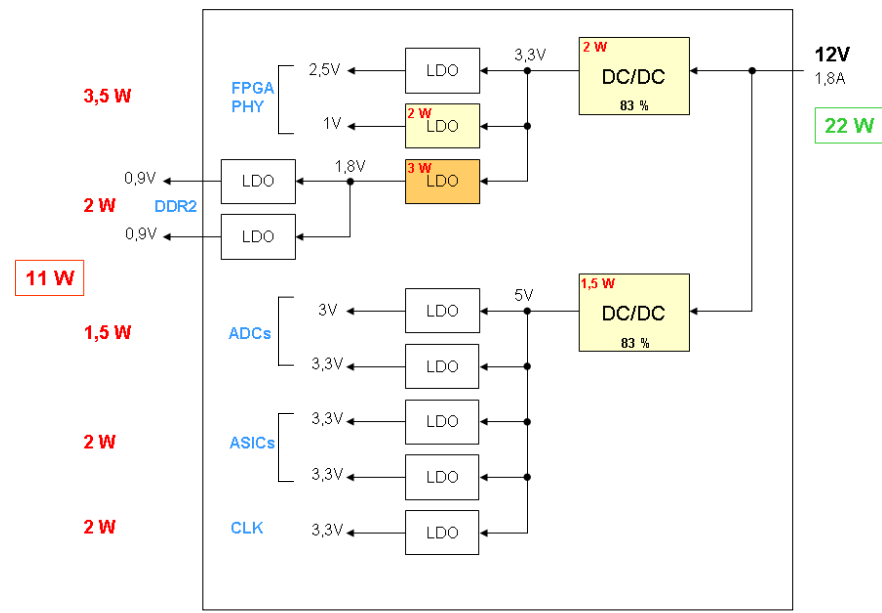 2 W
DC/DC
83 %
12V
1,8A
22 W
3,3V
LDO
2,5V
FPGA
PHY
3,5 W
2 W
LDO
1V
3 W
LDO
1,8V
LDO
0,9V
2 W
DDR2
LDO
0,9V
11 W
1,5 W
DC/DC
83 %
5V
LDO
3V
ADCs
1,5 W
LDO
3,3V
LDO
3,3V
ASICs
2 W
LDO
3,3V
LDO
3,3V
CLK
2 W